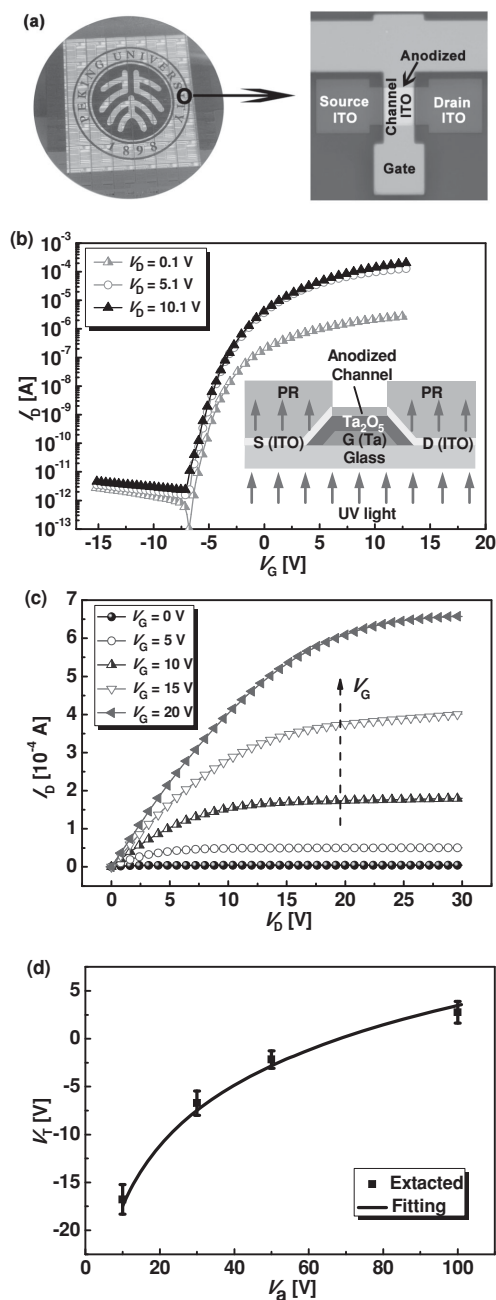 (a)
PEKING UNIVERSITY
1898
Anodized
Source
ITO
Channel
ITO
Drain
ITO
Gate
(b)
10⁻³
10⁻⁴
10⁻⁵
10⁻⁶
10⁻⁷
10⁻⁸
10⁻⁹
10⁻¹⁰
10⁻¹¹
10⁻¹²
10⁻¹³
I_D [A]
V_D = 0.1 V
V_D = 5.1 V
V_D = 10.1 V
Anodized
Channel
PR
PR
Ta₂O₅
S (ITO)
G (Ta)
D (ITO)
Glass
UV light
-15 -10 -5 0 5 10 15 20
V_G [V]
(c)
7
6
5
4
3
2
1
0
I_D [10⁻⁴ A]
V_G = 0 V
V_G = 5 V
V_G = 10 V
V_G = 15 V
V_G = 20 V
V_G
0 5 10 15 20 25 30
V_D [V]
(d)
5
0
-5
-10
-15
-20
V_T [V]
Extacted
Fitting
0 20 40 60 80 100
V_a [V]